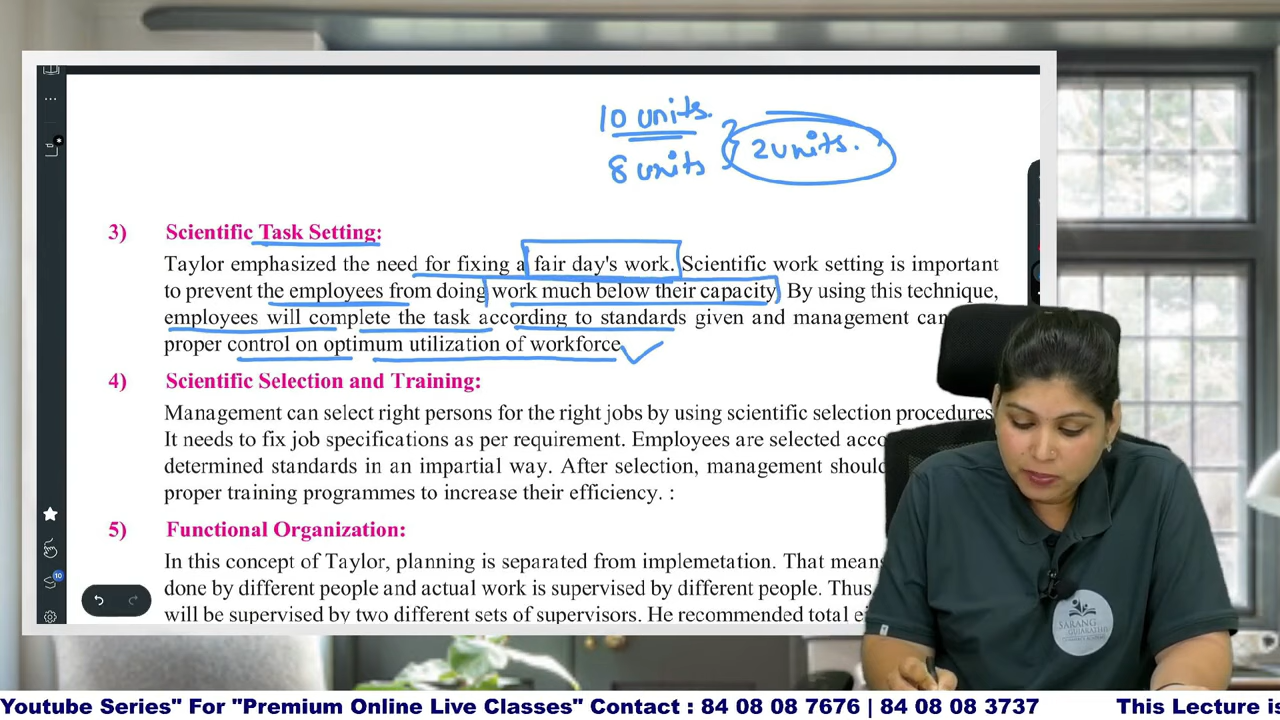 10 units.
8 units
2 units.
3) Scientific Task Setting:
Taylor emphasized the need for fixing a fair day's work. Scientific work setting is important
to prevent the employees from doing work much below their capacity. By using this technique,
employees will complete the task according to standards given and management can
proper control on optimum utilization of workforce
4) Scientific Selection and Training:
Management can select right persons for the right jobs by using scientific selection procedures
It needs to fix job specifications as per requirement. Employees are selected
determined standards in an impartial way. After selection, management should
proper training programmes to increase their efficiency. :
5) Functional Organization:
In this concept of Taylor, planning is separated from implemetation. That means
done by different people and actual work is supervised by different people. Thus
will be supervised by two different sets of supervisors. He recommended total
10
SARANG
Youtube Series" For "Premium Online Live Classes" Contact : 84 08 08 7676 | 84 08 08 3737 This Lecture is